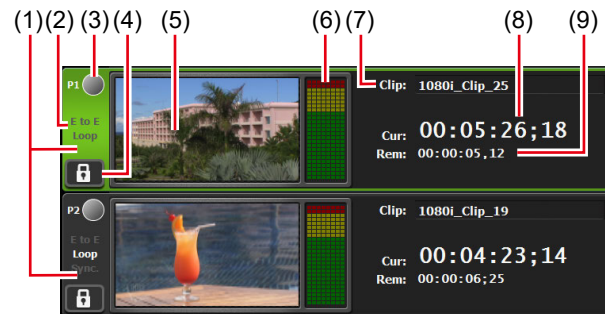 (1)(2) (3) (4) (5) (6) (7) (8) (9)
P1
E to E
Loop
Clip: 1080i_Clip_25
Cur: 00:05:26;18
Rem: 00:00:05,12
P2
E to E
Loop
Sync.
Clip: 1080i_Clip_19
Cur: 00:04:23;14
Rem: 00:00:06;25